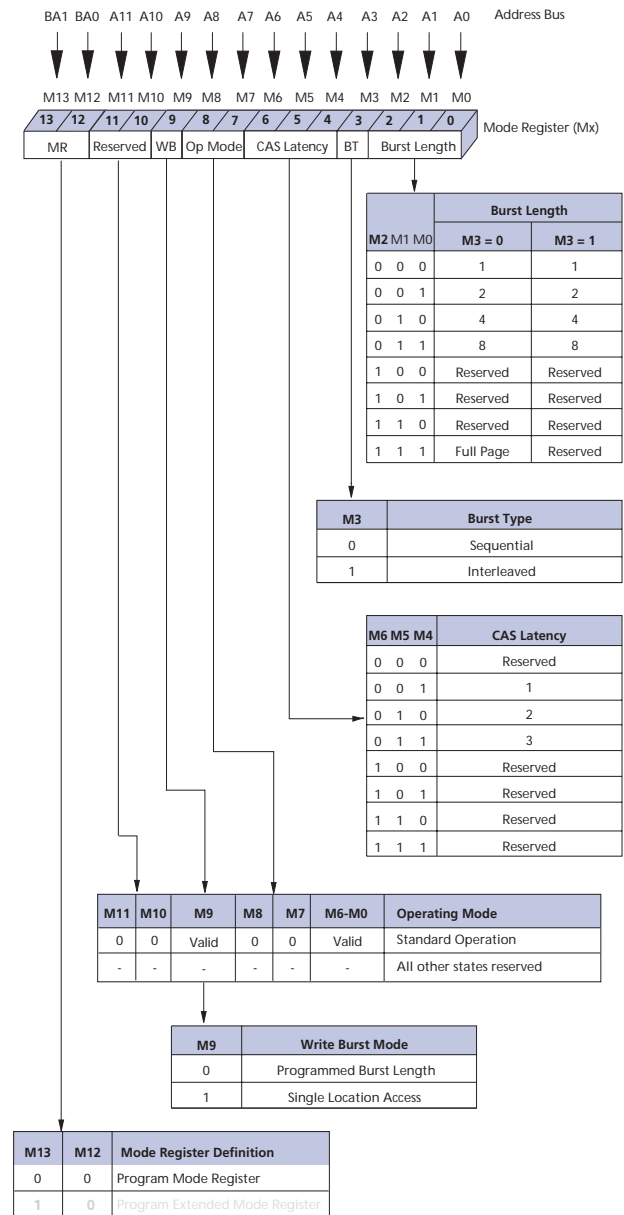 BA1 BA0 A11 A10 A9 A8 A7 A6 A5 A4 A3 A2 A1 A0 Address Bus
M13 M12 M11 M10 M9 M8 M7 M6 M5 M4 M3 M2 M1 M0
13 12 11 10 9 8 7 6 5 4 3 2 1 0 Mode Register (Mx)
MR Reserved WB Op Mode CAS Latency BT Burst Length
Burst Length
M2 M1 M0 M3 = 0 M3 = 1
0 0 0 1 1
0 0 1 2 2
0 1 0 4 4
0 1 1 8 8
1 0 0 Reserved Reserved
1 0 1 Reserved Reserved
1 1 0 Reserved Reserved
1 1 1 Full Page Reserved
M3 Burst Type
0 Sequential
1 Interleaved
M6 M5 M4 CAS Latency
0 0 0 Reserved
0 0 1 1
0 1 0 2
0 1 1 3
1 0 0 Reserved
1 0 1 Reserved
1 1 0 Reserved
1 1 1 Reserved
M11 M10 M9 M8 M7 M6-M0 Operating Mode
0 0 Valid 0 0 Valid Standard Operation
- - - - - - All other states reserved
M9 Write Burst Mode
0 Programmed Burst Length
1 Single Location Access
M13 M12 Mode Register Definition
0 0 Program Mode Register
1 0 Program Extended Mode Register